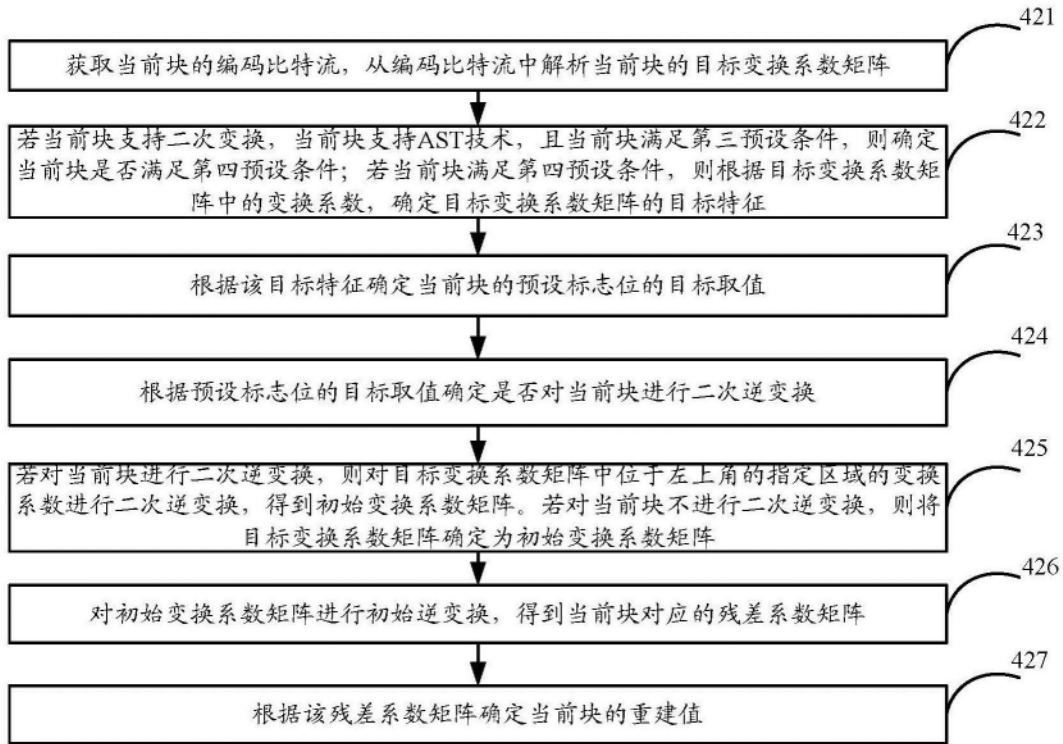 421
获取当前块的编码比特流，从编码比特流中解析当前块的目标变换系数矩阵
422
若当前块支持二次变换，当前块支持AST技术，且当前块满足第三预设条件，则确定
当前块是否满足第四预设条件；若当前块满足第四预设条件，则根据目标变换系数矩
阵中的变换系数，确定目标变换系数矩阵的目标特征
423
根据该目标特征确定当前块的预设标志位的目标取值
424
根据预设标志位的目标取值确定是否对当前块进行二次逆变换
425
若对当前块进行二次逆变换，则对目标变换系数矩阵中位于左上角的指定区域的变换
系数进行二次逆变换，得到初始变换系数矩阵。若对当前块不进行二次逆变换，则将
目标变换系数矩阵确定为初始变换系数矩阵
426
对初始变换系数矩阵进行初始逆变换，得到当前块对应的残差系数矩阵
427
根据该残差系数矩阵确定当前块的重建值